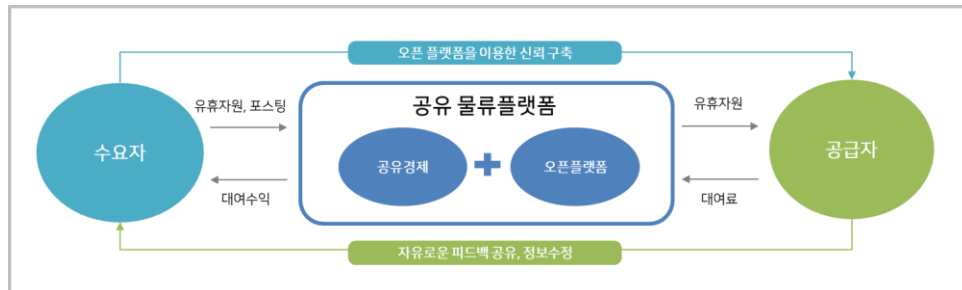 오픈 플랫폼을 이용한 신뢰 구축
유휴자원, 포스팅
공유 물류플랫폼
유휴자원
수요자
공유경제
오픈플랫폼
공급자
대여수익
대여료
자유로운 피드백 공유, 정보수정